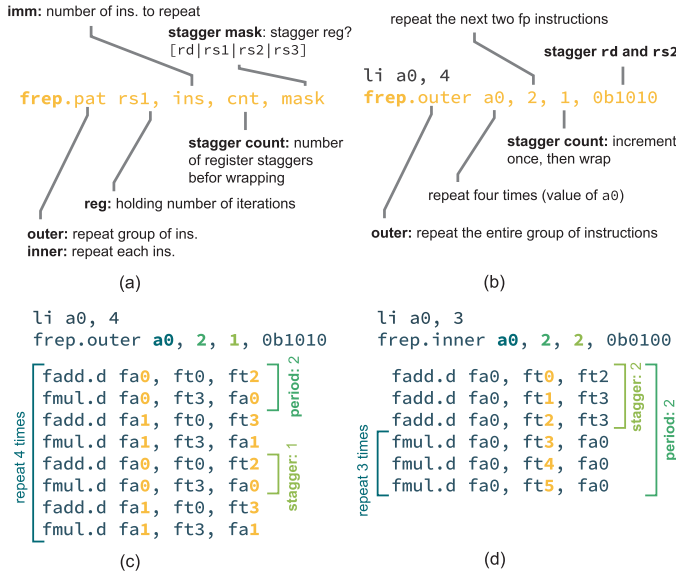 imm: number of ins. to repeat
stagger mask: stagger reg?
[rd|rs1|rs2|rs3]
frep.pat rs1, ins, cnt, mask
stagger count: number
of register staggers
befor wrapping
reg: holding number of iterations
outer: repeat group of ins.
inner: repeat each ins.
(a)
repeat the next two fp instructions
stagger rd and rs2
li a0, 4
frep.outer a0, 2, 1, 0b1010
stagger count: increment
once, then wrap
repeat four times (value of a0)
outer: repeat the entire group of instructions
(b)
li a0, 4
frep.outer a0, 2, 1, 0b1010
repeat 4 times
fadd.d fa0, ft0, ft2
fmul.d fa0, ft3, fa0
fadd.d fa1, ft0, ft3
fmul.d fa1, ft3, fa1
fadd.d fa0, ft0, ft2
fmul.d fa0, ft3, fa0
fadd.d fa1, ft0, ft3
fmul.d fa1, ft3, fa1
period: 2
stagger: 1
(c)
li a0, 3
frep.inner a0, 2, 2, 0b0100
fadd.d fa0, ft0, ft2
fadd.d fa0, ft1, ft3
fadd.d fa0, ft2, ft3
fmul.d fa0, ft3, fa0
fmul.d fa0, ft4, fa0
fmul.d fa0, ft5, fa0
repeat 3 times
stagger: 2
period: 2
(d)